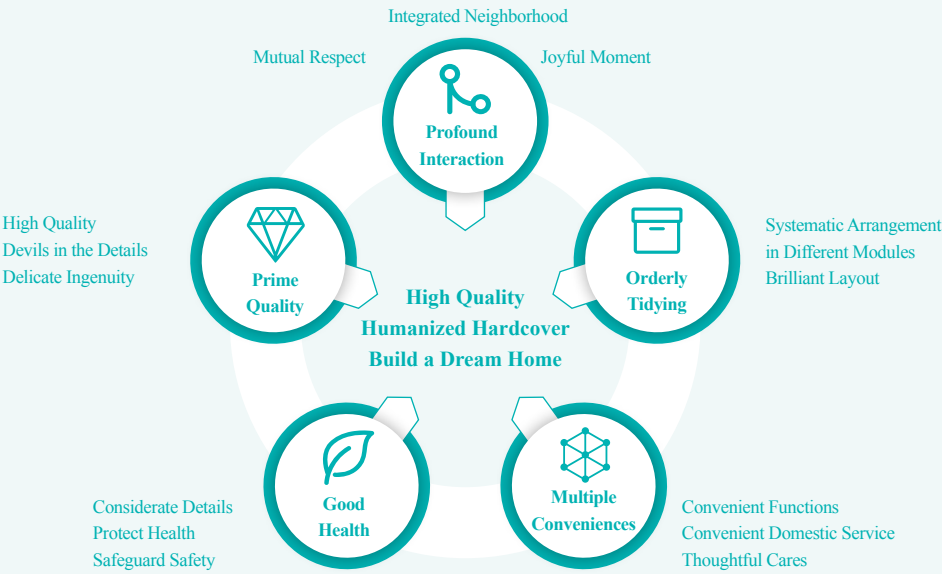 Integrated Neighborhood
Mutual Respect
Joyful Moment
Profound
Interaction
High Quality
Devils in the Details
Delicate Ingenuity
Prime
Quality
Orderly
Tidying
Systematic Arrangement
in Different Modules
Brilliant Layout
High Quality
Humanized Hardcover
Build a Dream Home
Considerate Details
Protect Health
Safeguard Safety
Good
Health
Multiple
Conveniences
Convenient Functions
Convenient Domestic Service
Thoughtful Cares